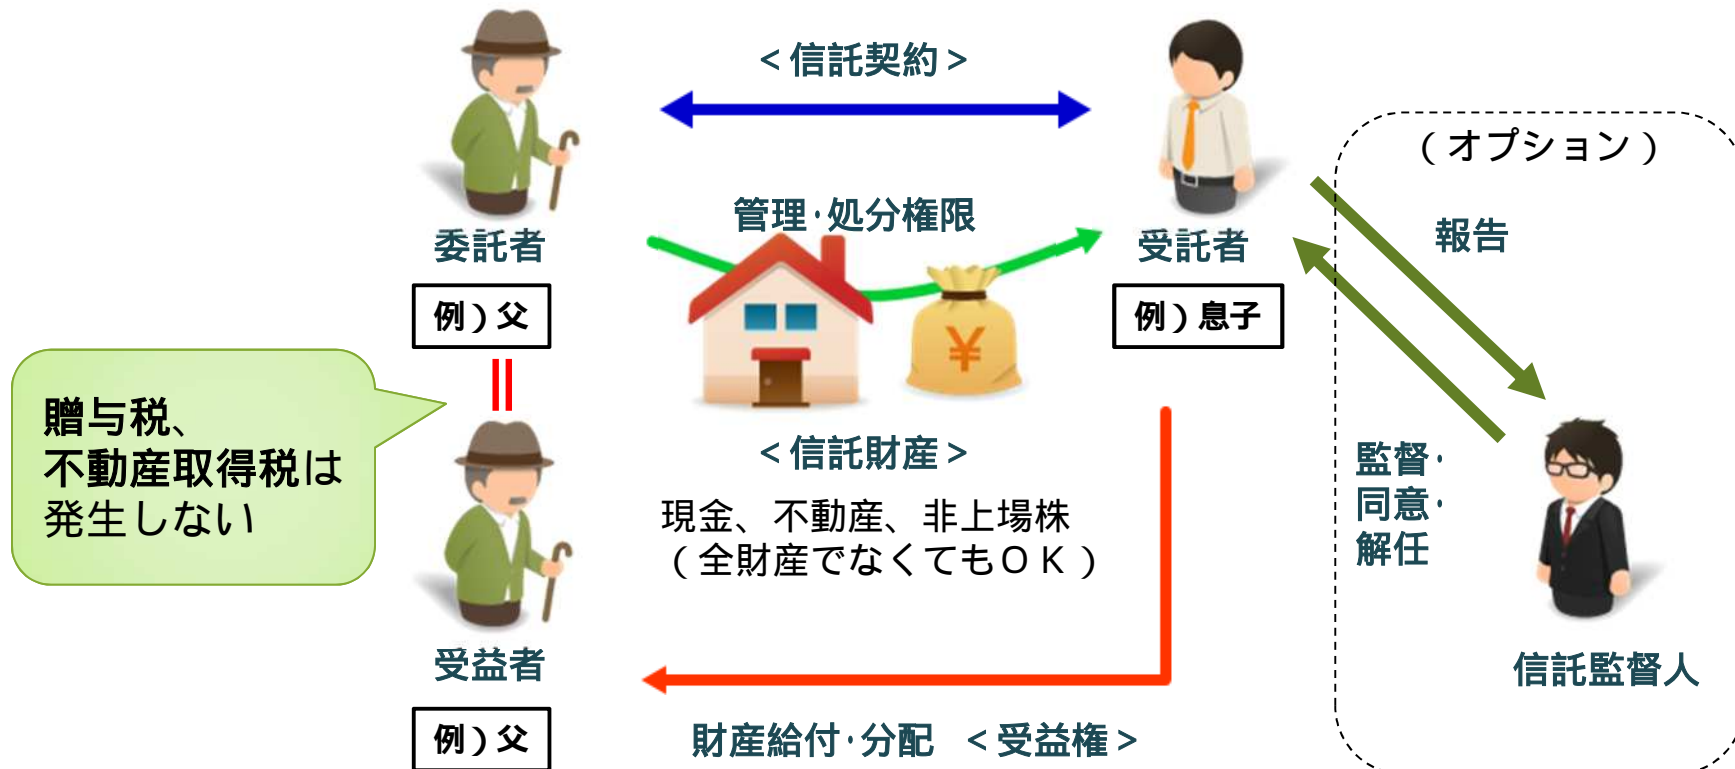 ＜信託契約＞
（オプション）
管理・処分権限
委託者
受託者
報告
例）父
例）息子
￥
贈与税、
不動産取得税は
発生しない
＜信託財産＞
現金、不動産、非上場株
（全財産でなくてもＯＫ）
監督・
同意・
解任
受益者
信託監督人
例）父
財産給付・分配　＜受益権＞